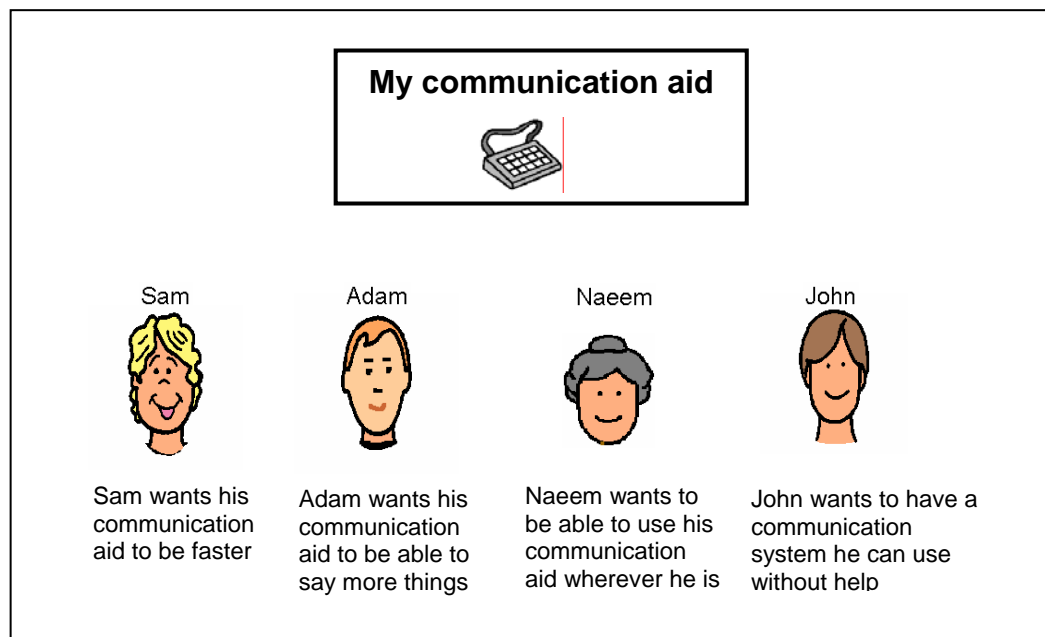 My communication aid
Sam
Adam
Naeem
John
Sam wants his
communication
aid to be faster
Adam wants his
communication
aid to be able to
say more things
Naeem wants to
be able to use his
communication
aid wherever he is
John wants to have a
communication
system he can use
without help